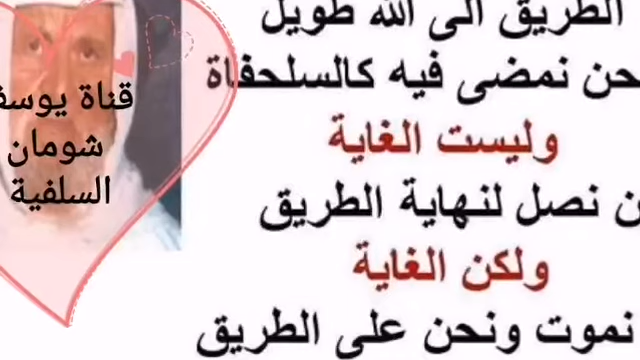 الطريق الى الله طويل
نحن نمضى فيه كالسلحفاة
وليست الغاية
نصل لنهاية الطريق
ولكن الغاية
نموت ونحن على الطريق
قناة يوسف
شومان
السلفية